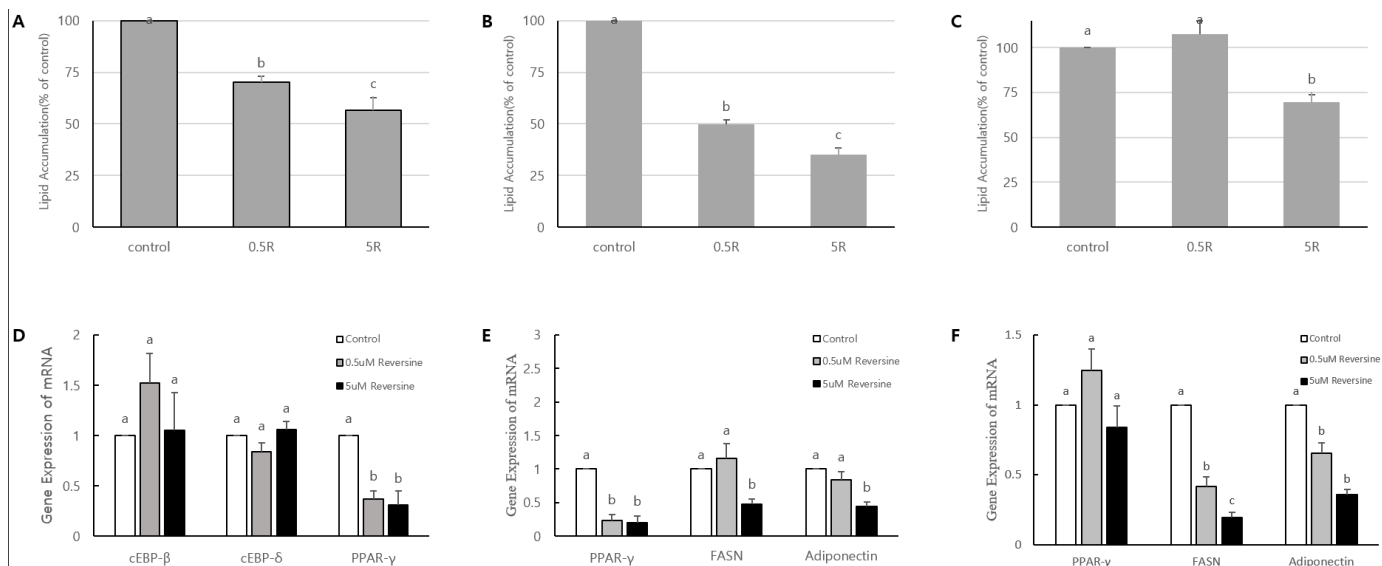 A
Lipid Accumulation(% of control)
100
75
50
25
0
a
b
c
control
0.5R
5R
B
Lipid Accumulation(% of control)
100
75
50
25
0
a
b
c
control
0.5R
5R
C
Lipid Accumulation(% of control)
100
75
50
25
0
a
a
b
control
0.5R
5R
D
Gene Expression of mRNA
2
1.5
1
0.5
0
Control
0.5uM Reversine
5uM Reversine
a
a
a
a
a
a
a
b
b
cEBP-β
cEBP-δ
PPAR-γ
E
Gene Expression of mRNA
3
2.5
2
1.5
1
0.5
0
Control
0.5uM Reversine
5uM Reversine
a
b
b
a
a
b
a
a
b
PPAR-γ
FASN
Adiponectin
F
Gene Expression of mRNA
1.5
1
0.5
0
Control
0.5uM Reversine
5uM Reversine
a
a
a
a
b
c
a
b
b
PPAR-γ
FASN
Adiponectin